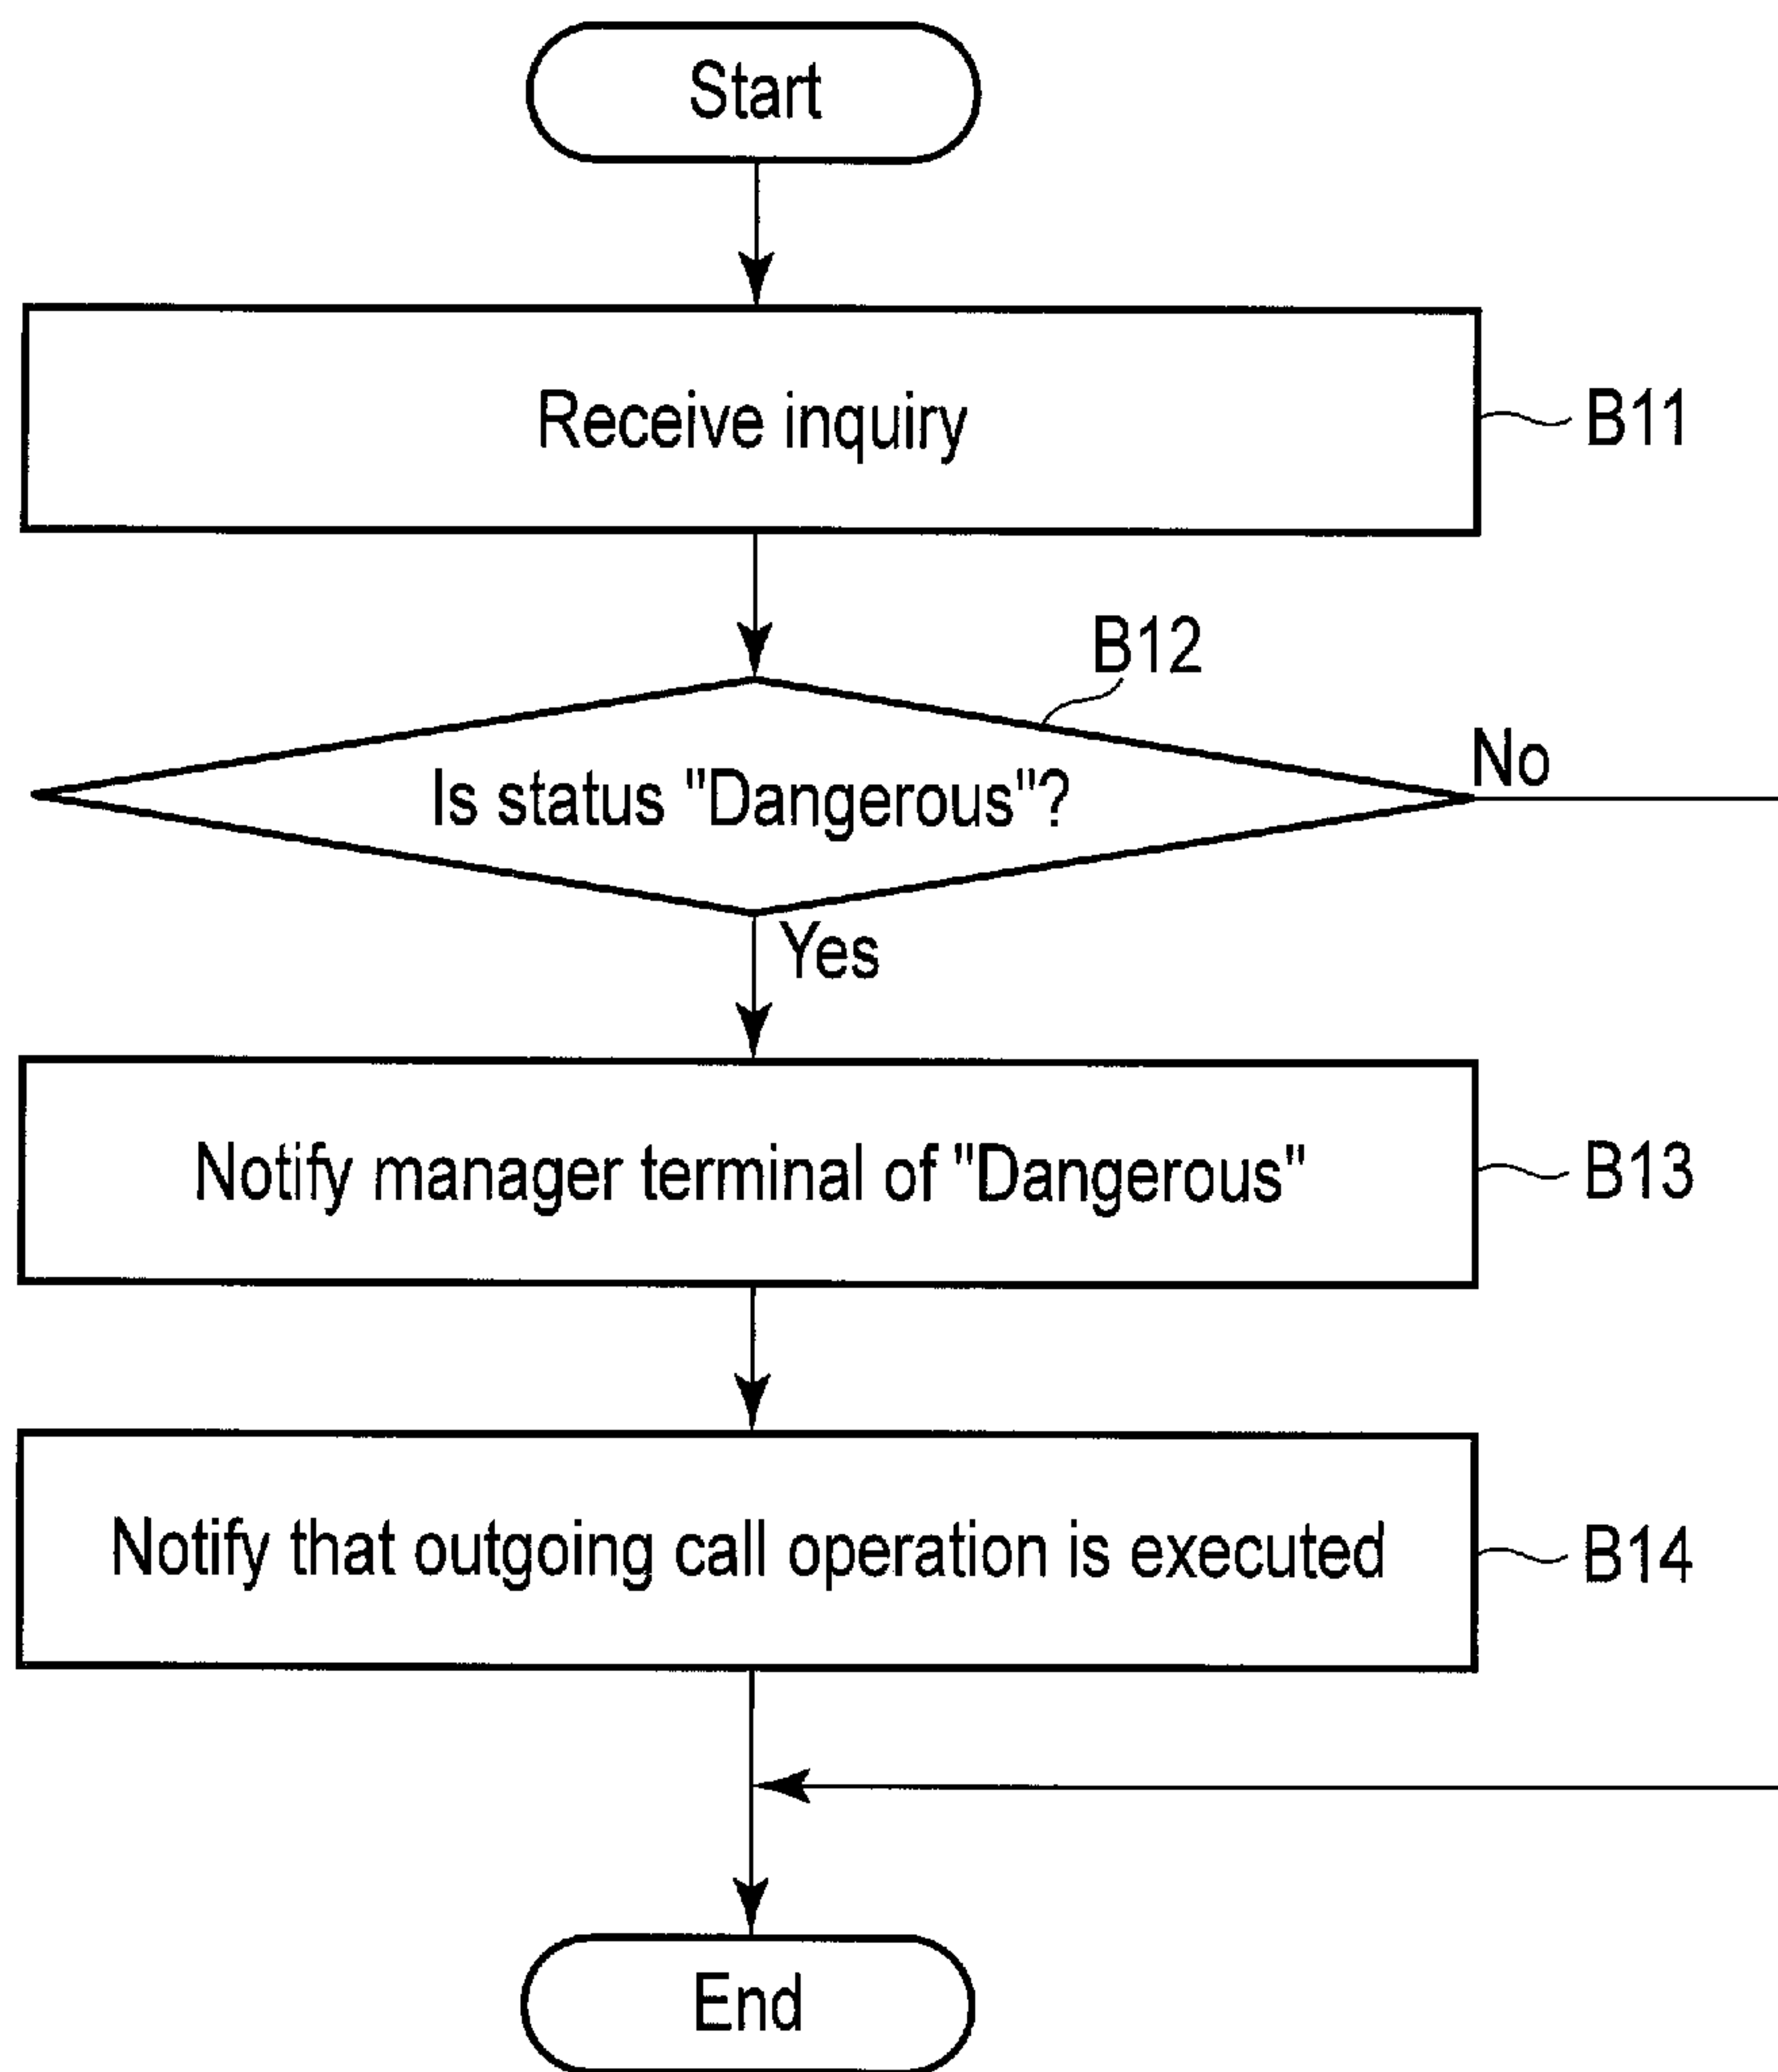 Start
Receive inquiry
B11
B12
Is status "Dangerous"?
No
Yes
Notify manager terminal of "Dangerous"
B13
Notify that outgoing call operation is executed
B14
End